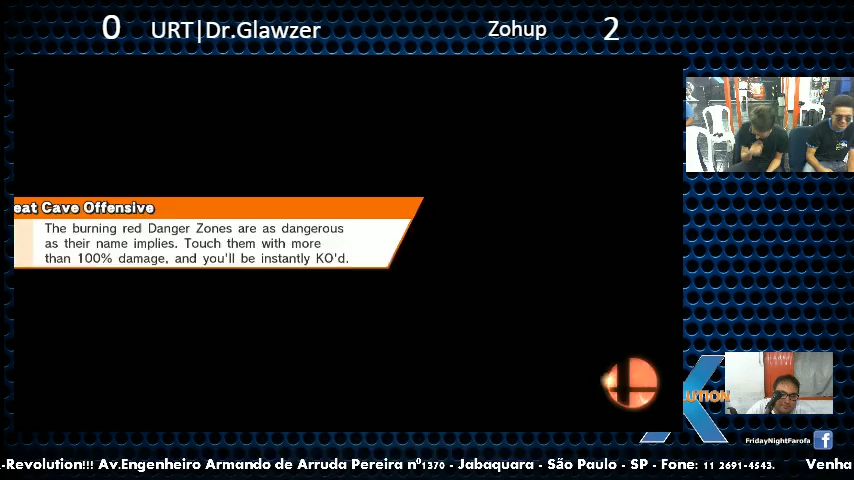 0 URT|Dr.Glawzer Zohup 2
eat Cave Offensive
The burning red Danger Zones are as dangerous
as their name implies. Touch them with more
than 100% damage, and you'll be instantly KO'd.
LUTION
FridayNightFarofa f
-Revolution!!! Av.Engenheiro Armando de Arruda Pereira nº1370 - Jabaquara - São Paulo - SP - Fone: 11 2691-4543. Venha